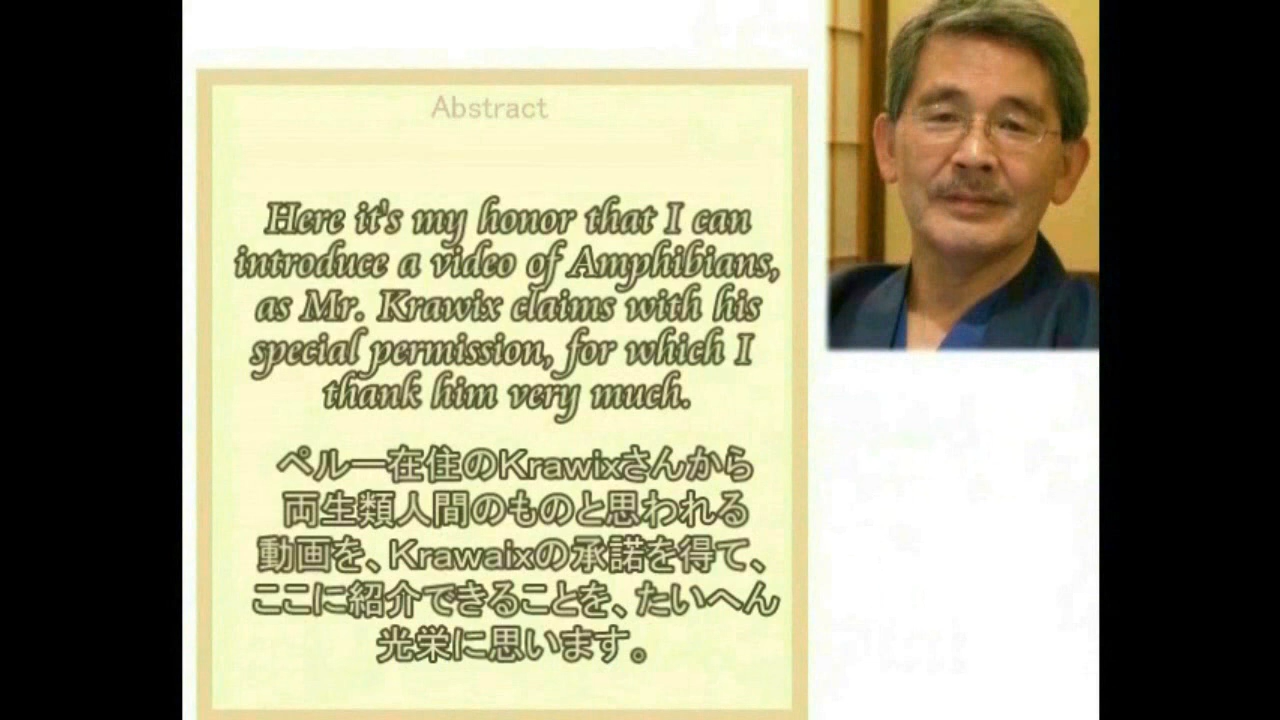 Abstract
Here it's my honor that I can
introduce a video of Amphibians,
as Mr. Krawix claims with his
special permission, for which I
thank him very much.
ペルー在住のKrawixさんから
両生類人間のものと思われる
動画を、Krawaixの承諾を得て、
ここに紹介できることを、たいへん
光栄に思います。